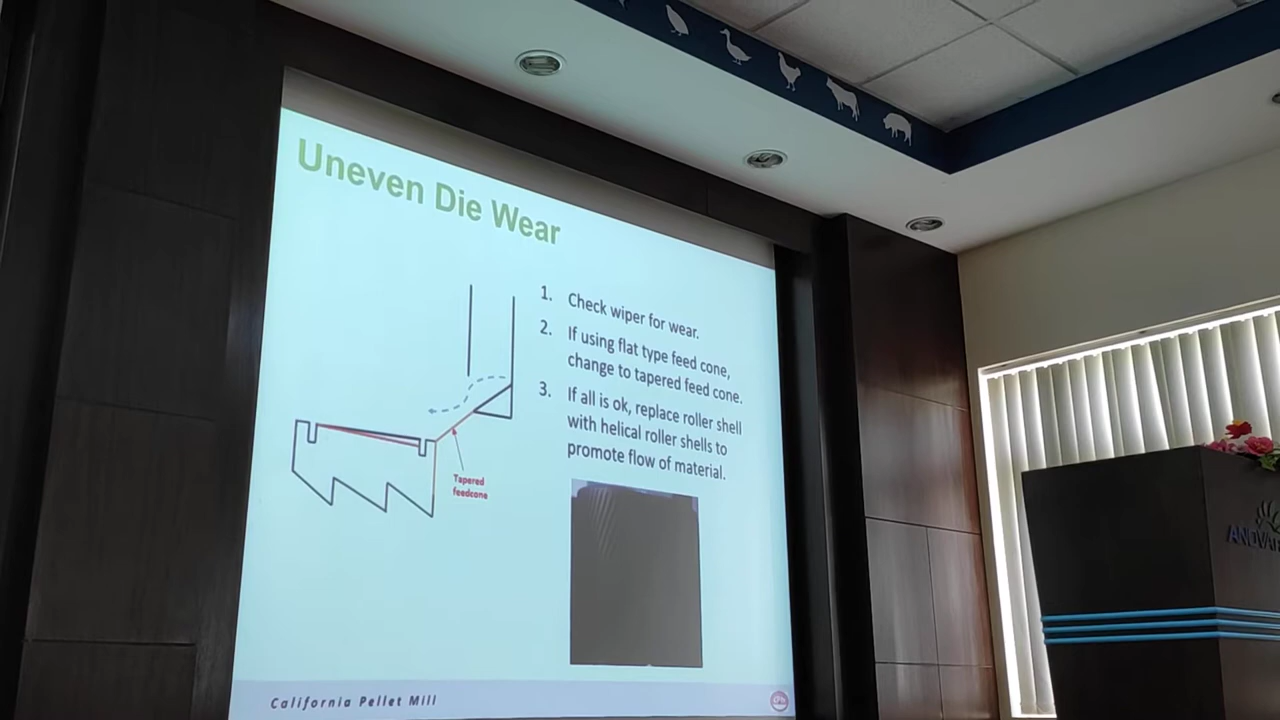 Uneven Die Wear
1. Check wiper for wear.
2. If using flat type feed cone,
change to tapered feed cone.
3. If all is ok, replace roller shell
with helical roller shells to
promote flow of material.
Tapered
feedcone
California Pellet Mill